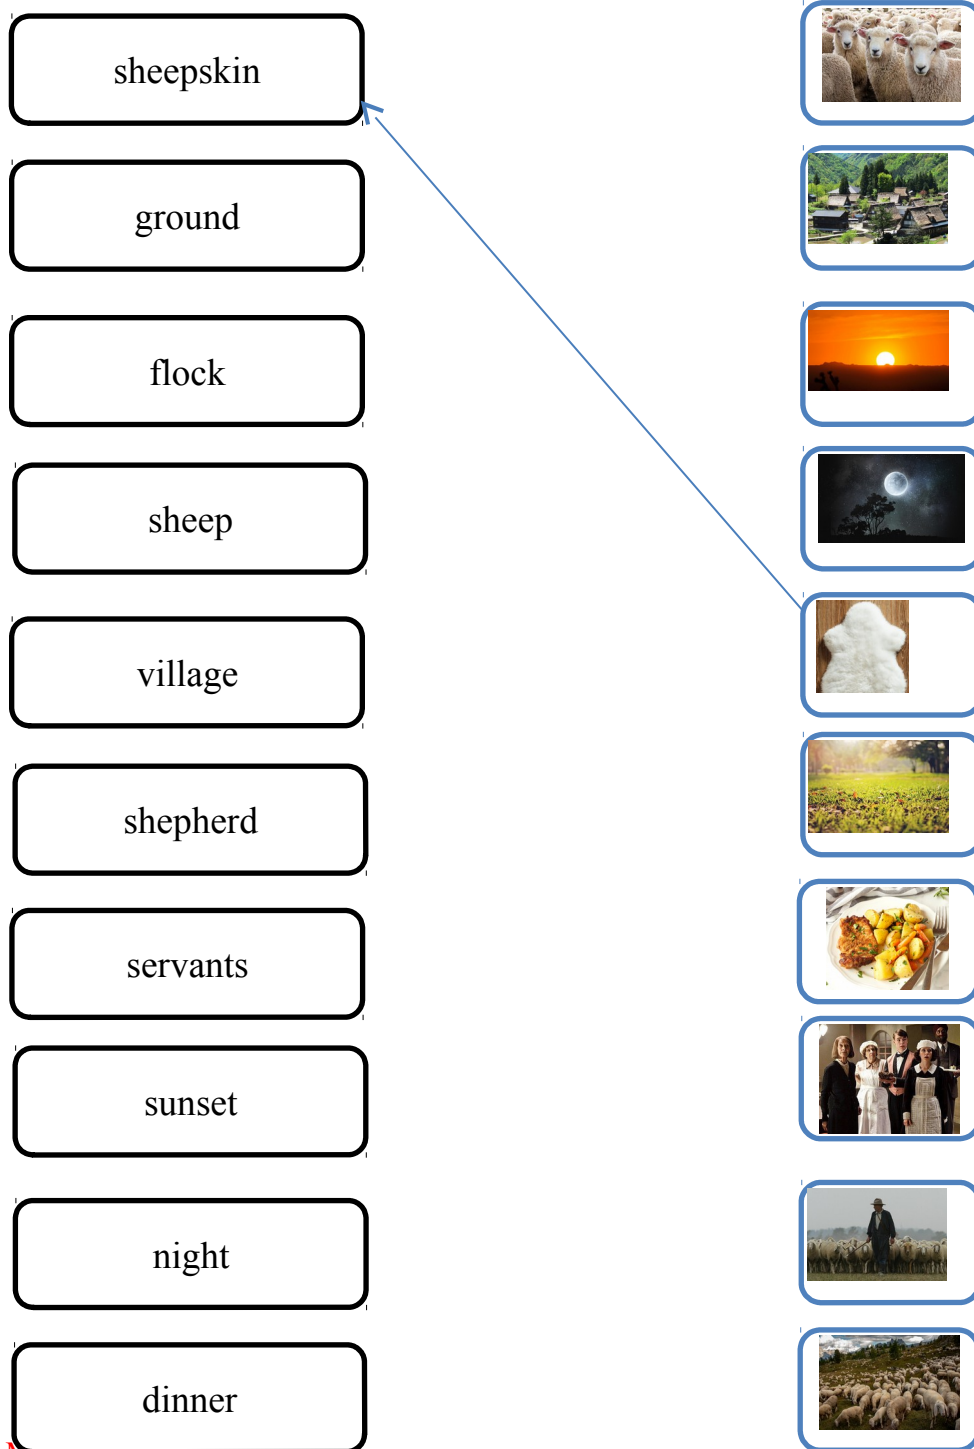 sheepskin
ground
flock
sheep
village
shepherd
servants
sunset
night
dinner